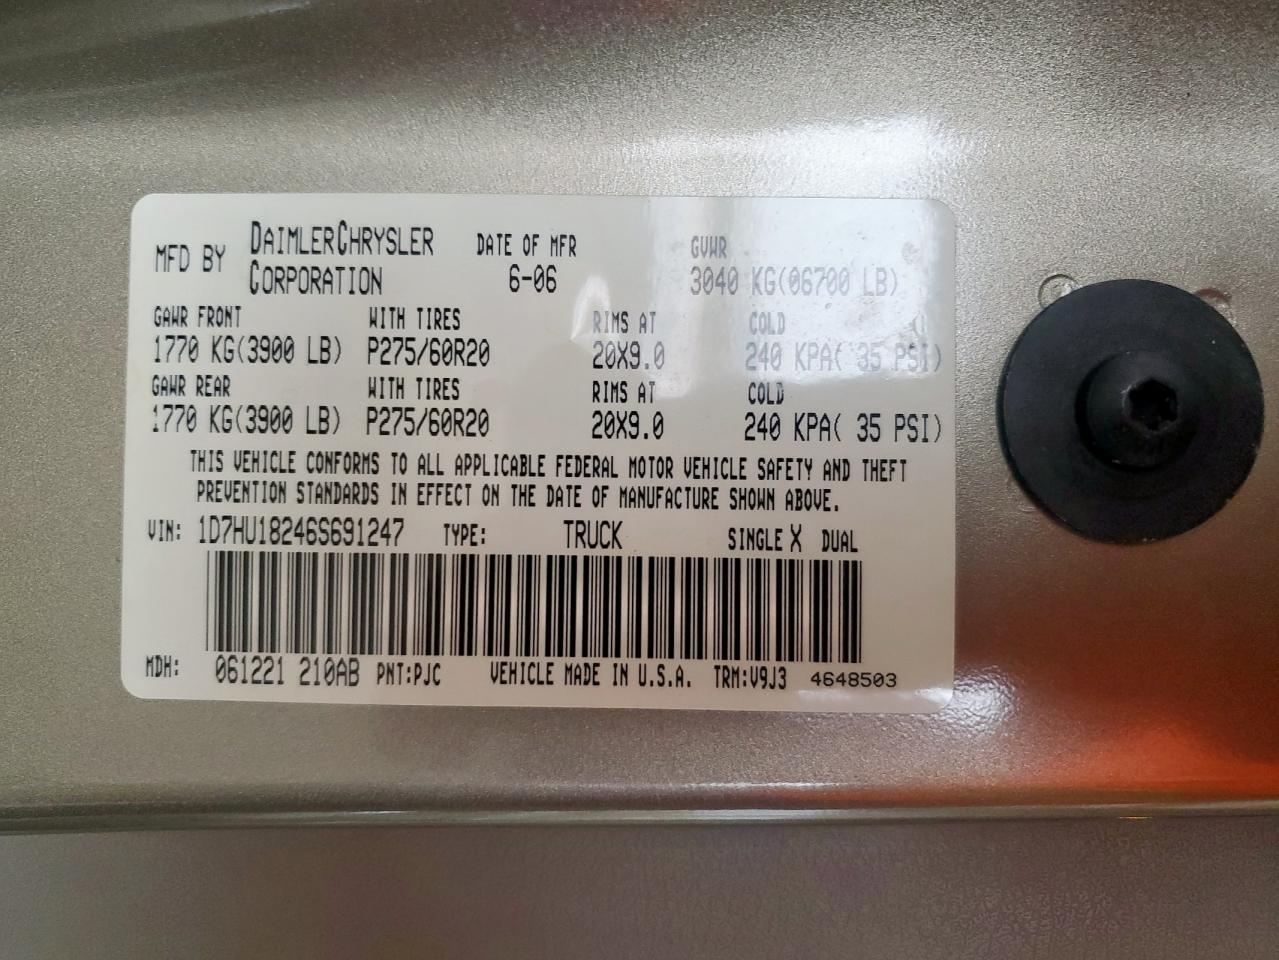 MFD BY DAIMLERCHRYSLER CORPORATION DATE OF MFR 6-06 GVWR 3040 KG(06700 LB)
GAWR FRONT WITH TIRES RIMS AT COLD
1770 KG(3900 LB) P275/60R20 20X9.0 240 KPA( 35 PSI)
GAWR REAR WITH TIRES RIMS AT COLD
1770 KG(3900 LB) P275/60R20 20X9.0 240 KPA( 35 PSI)
THIS VEHICLE CONFORMS TO ALL APPLICABLE FEDERAL MOTOR VEHICLE SAFETY AND THEFT
PREVENTION STANDARDS IN EFFECT ON THE DATE OF MANUFACTURE SHOWN ABOVE.
VIN: 1D7HU18246S691247 TYPE: TRUCK SINGLE X DUAL
MDH: 061221 210AB PNT:PJC VEHICLE MADE IN U.S.A. TRM:V9J3 4648503